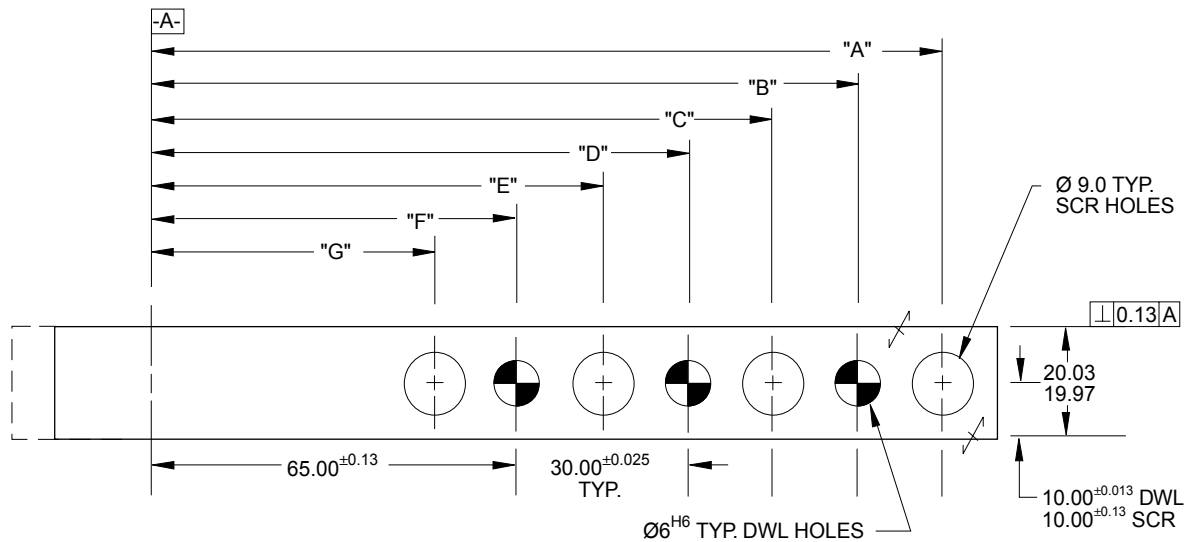 -A-
"A"
"B"
"C"
"D"
"E"
"F"
"G"
Ø 9.0 TYP.
SCR HOLES
⊥ 0.13 A
20.03
19.97
65.00±0.13
30.00±0.025
TYP.
10.00±0.013 DWL
10.00±0.13 SCR
Ø6H6 TYP. DWL HOLES